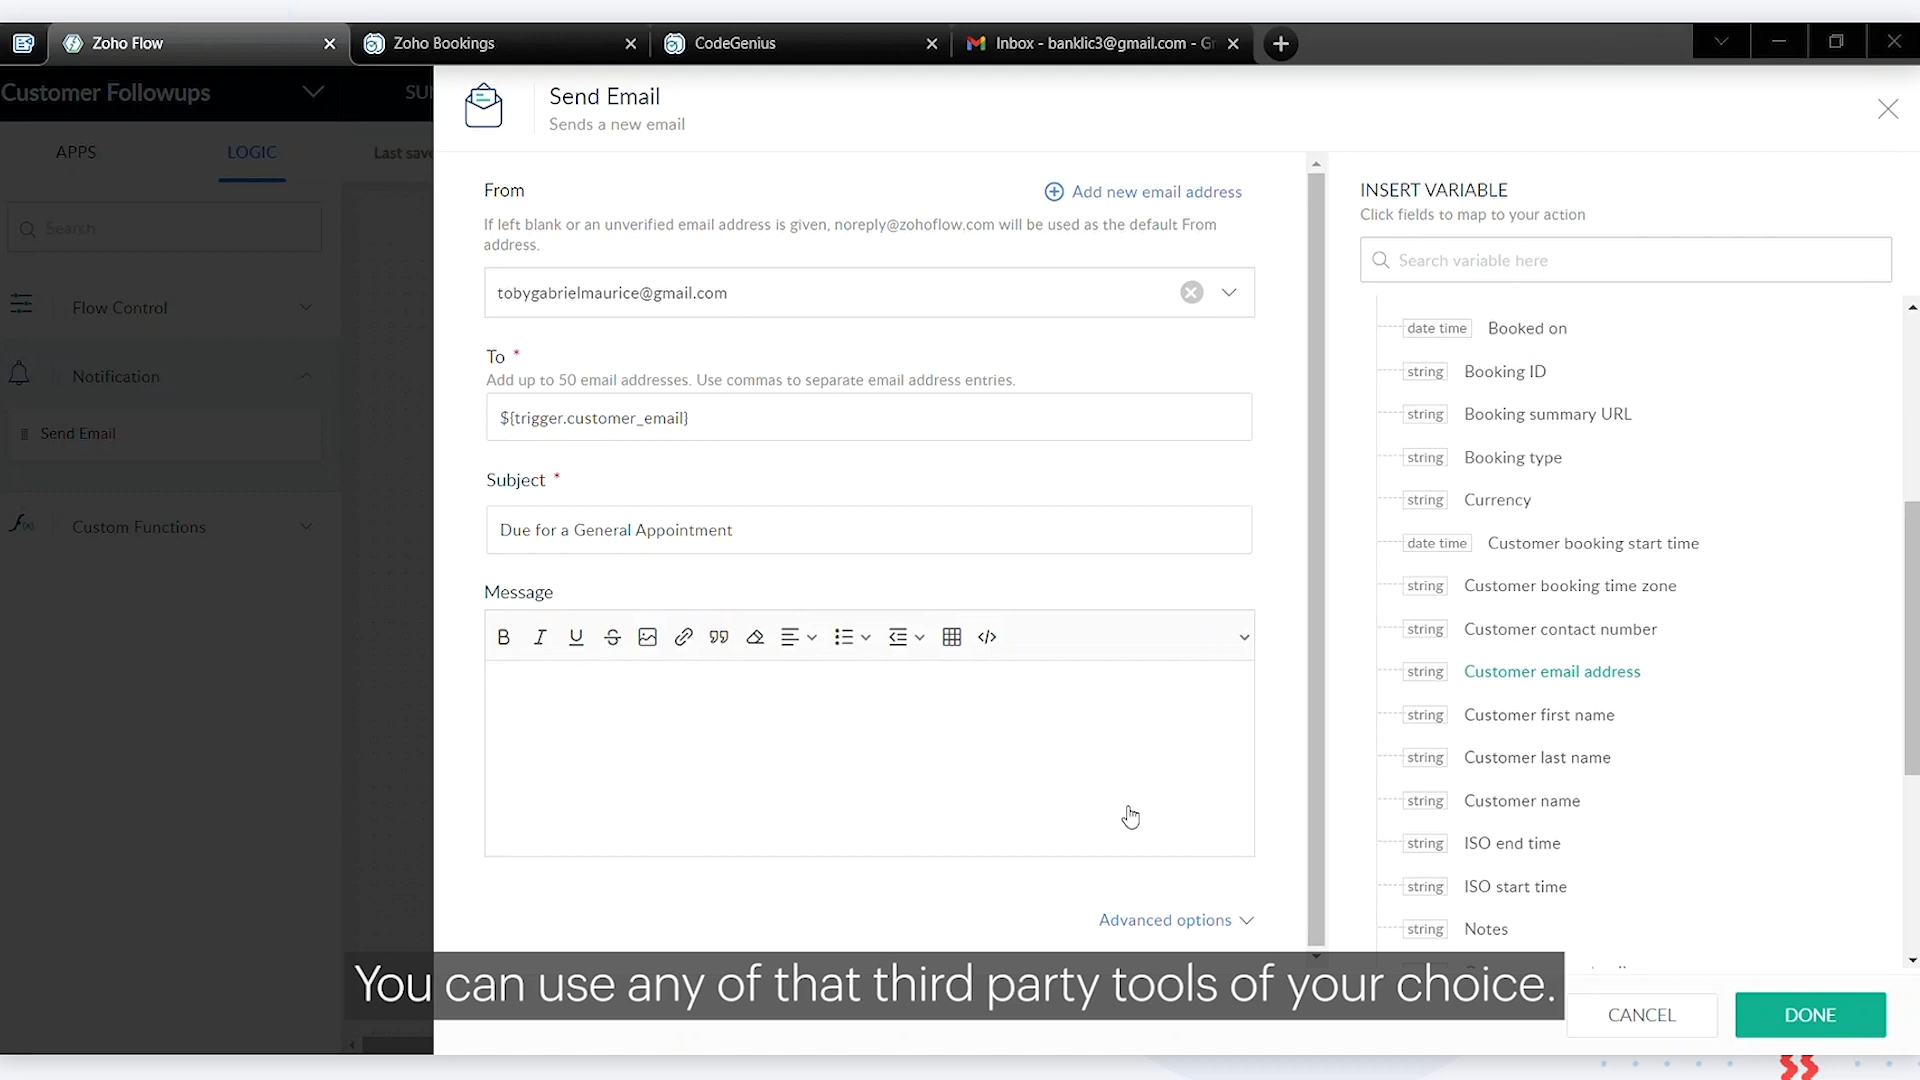 Zoho Flow
Zoho Bookings
CodeGenius
Inbox - banklic3@gmail.com - G
Customer Followups
SU
APPS
LOGIC
Last save
Search
Flow Control
Notification
Send Email
Custom Functions
Send Email
Sends a new email
From
Add new email address
If left blank or an unverified email address is given, noreply@zohoflow.com will be used as the default From
address.
tobygabrielmaurice@gmail.com
To *
Add up to 50 email addresses. Use commas to separate email address entries.
${trigger.customer_email}
Subject *
Due for a General Appointment
Message
Advanced options
INSERT VARIABLE
Click fields to map to your action
Search variable here
date time Booked on
string Booking ID
string Booking summary URL
string Booking type
string Currency
date time Customer booking start time
string Customer booking time zone
string Customer contact number
string Customer email address
string Customer first name
string Customer last name
string Customer name
string ISO end time
string ISO start time
string Notes
You can use any of that third party tools of your choice.
CANCEL
DONE